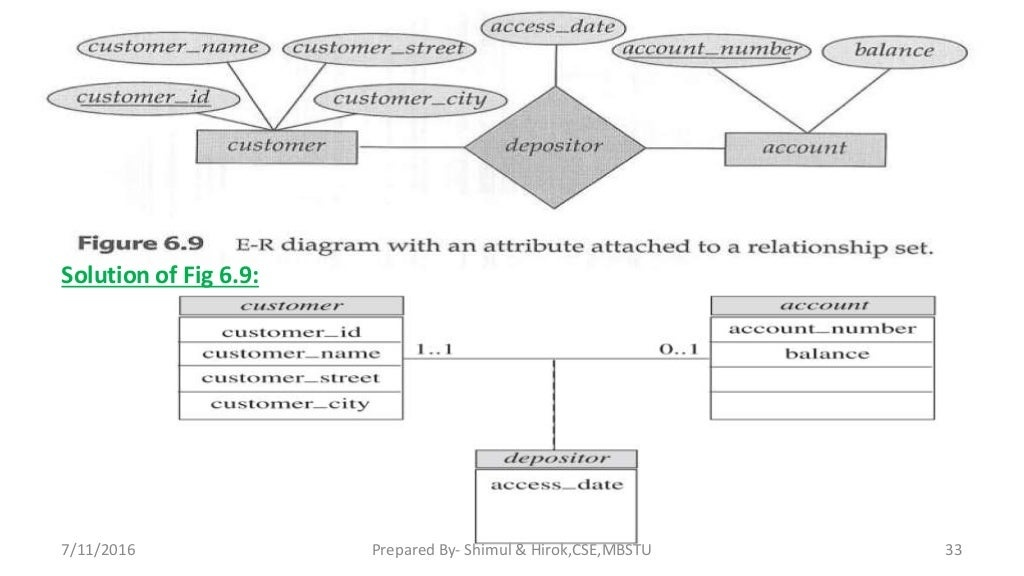 access_date
customer_name customer_street account_number balance
customer_id customer_city
customer depositor account
Figure 6.9 E-R diagram with an attribute attached to a relationship set.
Solution of Fig 6.9:
customer account
customer_id account_number
customer_name 1..1 0..1 balance
customer_street
customer_city
depositor
access_date
7/11/2016 Prepared By- Shimul & Hirok,CSE,MBSTU 33